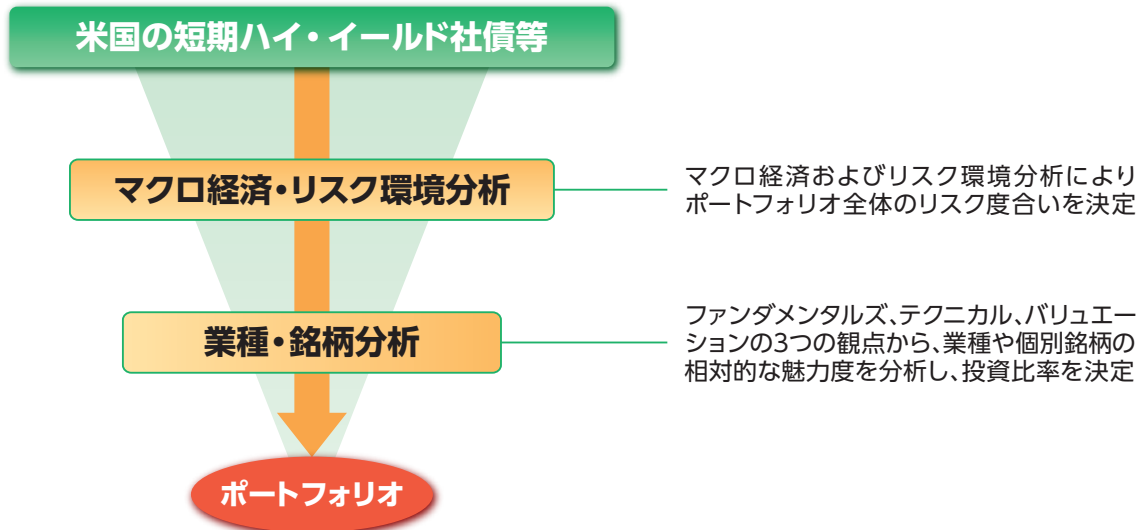 米国の短期ハイ・イールド社債等
マクロ経済・リスク環境分析
マクロ経済およびリスク環境分析により
ポートフォリオ全体のリスク度合いを決定
業種・銘柄分析
ファンダメンタルズ、テクニカル、バリュエー
ションの3つの観点から、業種や個別銘柄の
相対的な魅力度を分析し、投資比率を決定
ポートフォリオ